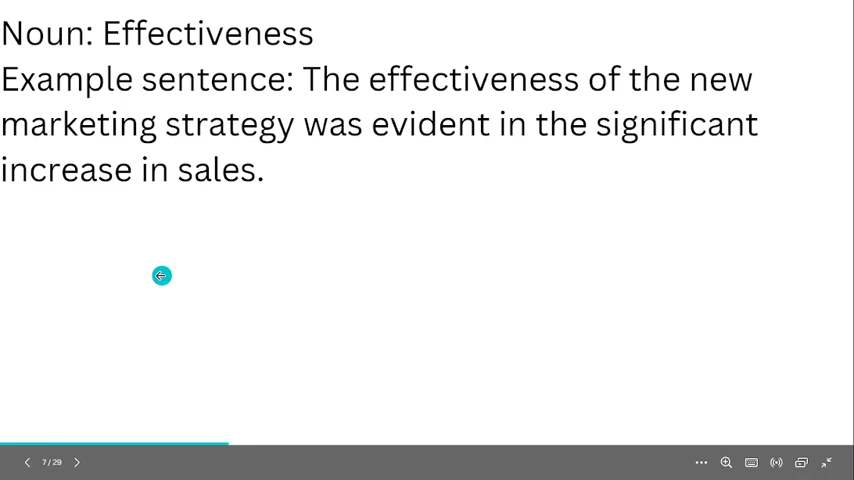 Noun: Effectiveness
Example sentence: The effectiveness of the new
marketing strategy was evident in the significant
increase in sales.
7 / 29